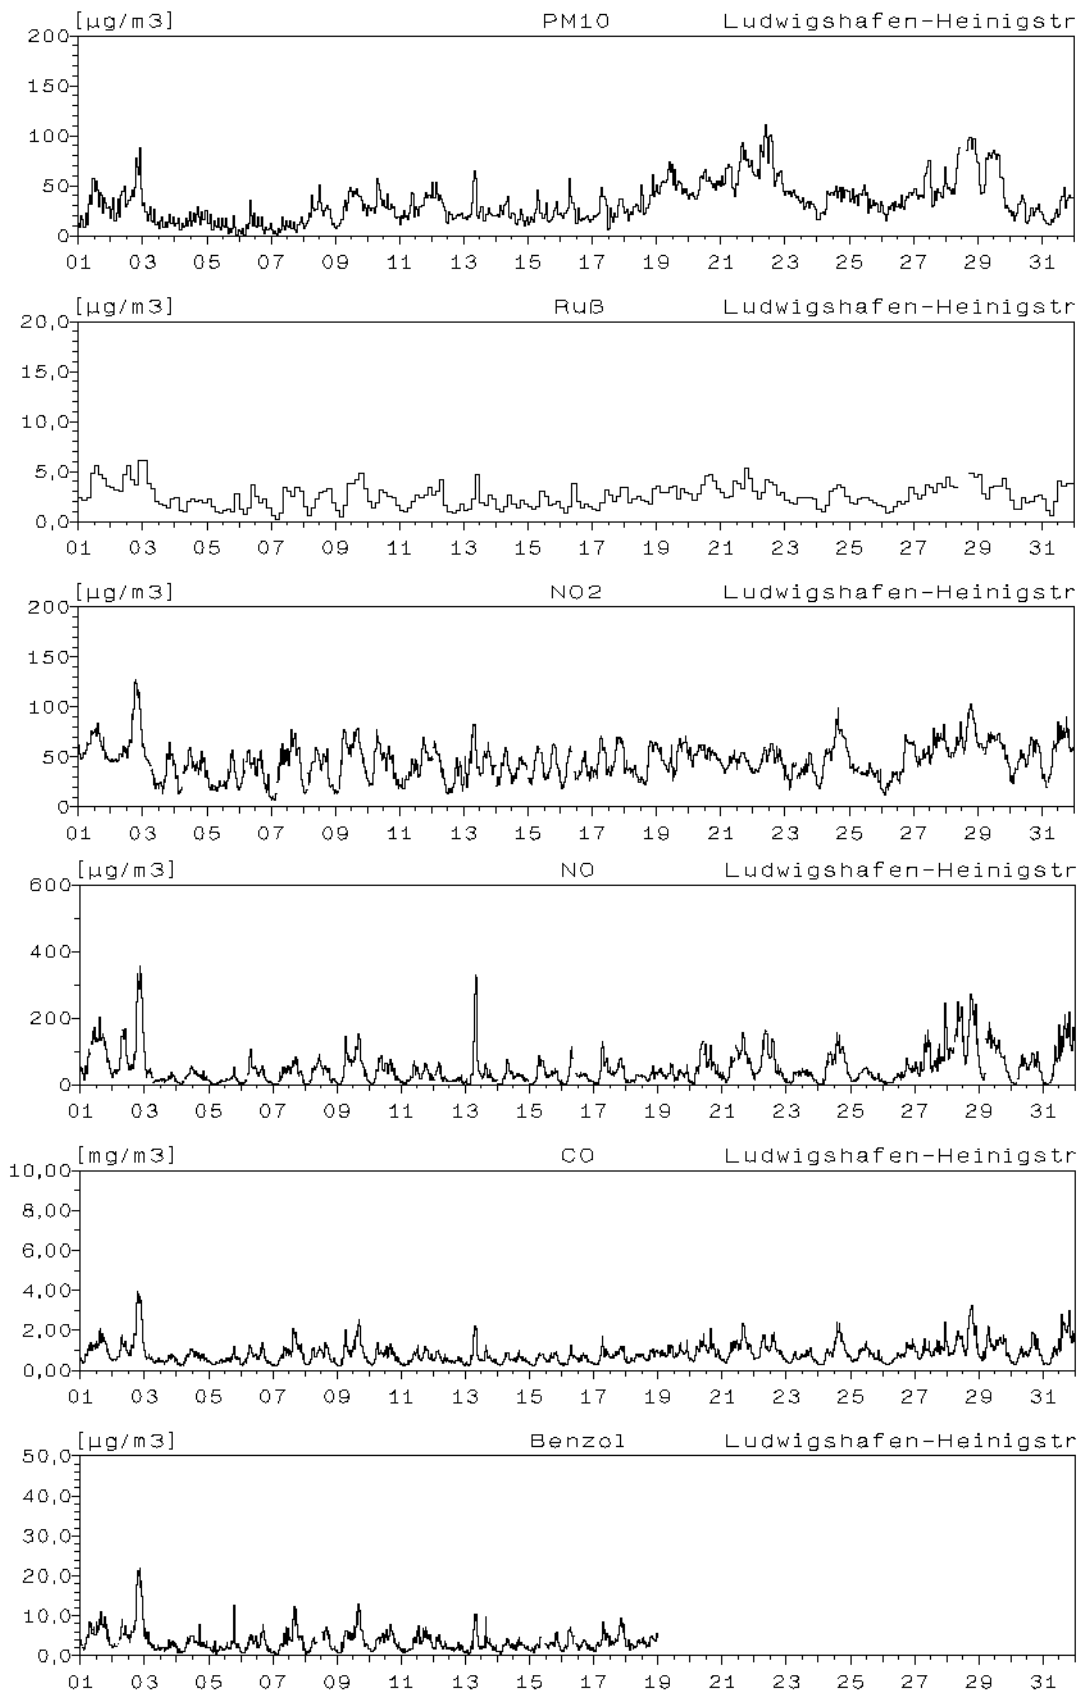 [µg/m3] PM10 Ludwigshafen-Heinigstr
200
150
100
50
0
01 03 05 07 09 11 13 15 17 19 21 23 25 27 29 31
[µg/m3] Ruß Ludwigshafen-Heinigstr
20,0
15,0
10,0
5,0
0,0
01 03 05 07 09 11 13 15 17 19 21 23 25 27 29 31
[µg/m3] NO2 Ludwigshafen-Heinigstr
200
150
100
50
0
01 03 05 07 09 11 13 15 17 19 21 23 25 27 29 31
[µg/m3] NO Ludwigshafen-Heinigstr
600
400
200
0
01 03 05 07 09 11 13 15 17 19 21 23 25 27 29 31
[mg/m3] CO Ludwigshafen-Heinigstr
10,00
8,00
6,00
4,00
2,00
0,00
01 03 05 07 09 11 13 15 17 19 21 23 25 27 29 31
[µg/m3] Benzol Ludwigshafen-Heinigstr
50,0
40,0
30,0
20,0
10,0
0,0
01 03 05 07 09 11 13 15 17 19 21 23 25 27 29 31